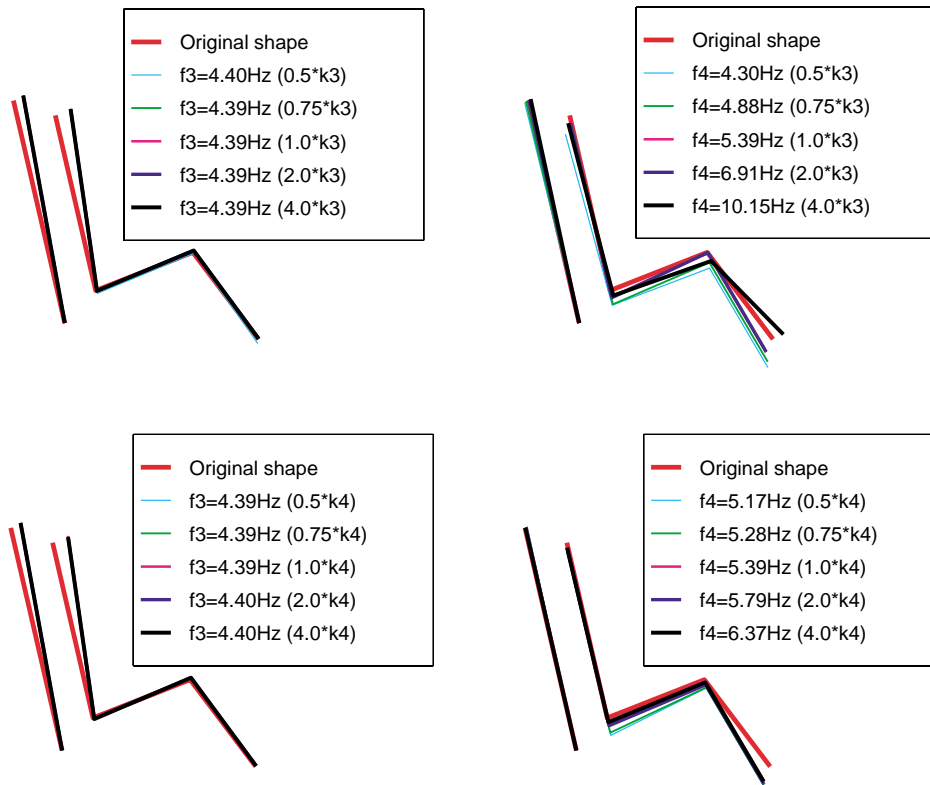 Original shape
f3=4.40Hz (0.5*k3)
f3=4.39Hz (0.75*k3)
f3=4.39Hz (1.0*k3)
f3=4.39Hz (2.0*k3)
f3=4.39Hz (4.0*k3)
Original shape
f4=4.30Hz (0.5*k3)
f4=4.88Hz (0.75*k3)
f4=5.39Hz (1.0*k3)
f4=6.91Hz (2.0*k3)
f4=10.15Hz (4.0*k3)
Original shape
f3=4.39Hz (0.5*k4)
f3=4.39Hz (0.75*k4)
f3=4.39Hz (1.0*k4)
f3=4.40Hz (2.0*k4)
f3=4.40Hz (4.0*k4)
Original shape
f4=5.17Hz (0.5*k4)
f4=5.28Hz (0.75*k4)
f4=5.39Hz (1.0*k4)
f4=5.79Hz (2.0*k4)
f4=6.37Hz (4.0*k4)